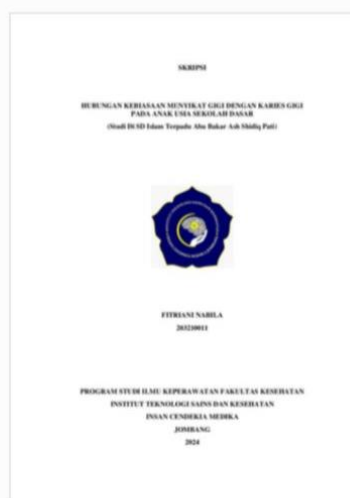 SKRIPSI
HUBUNGAN KEBIASAAN MENYIKAT GIGI DENGAN KARIES GIGI
PADA ANAK USIA SEKOLAH DASAR
(Studi Di SD Islam Terpadu Abu Bakar Ash Shidiq Pati)
FITRIANI NABILA
203210011
PROGRAM STUDI ILMU KEPERAWATAN FAKULTAS KESEHATAN
INSTITUT TEKNOLOGI SAINS DAN KESEHATAN
INSAN CENDEKIA MEDIKA
JOMBANG
2024